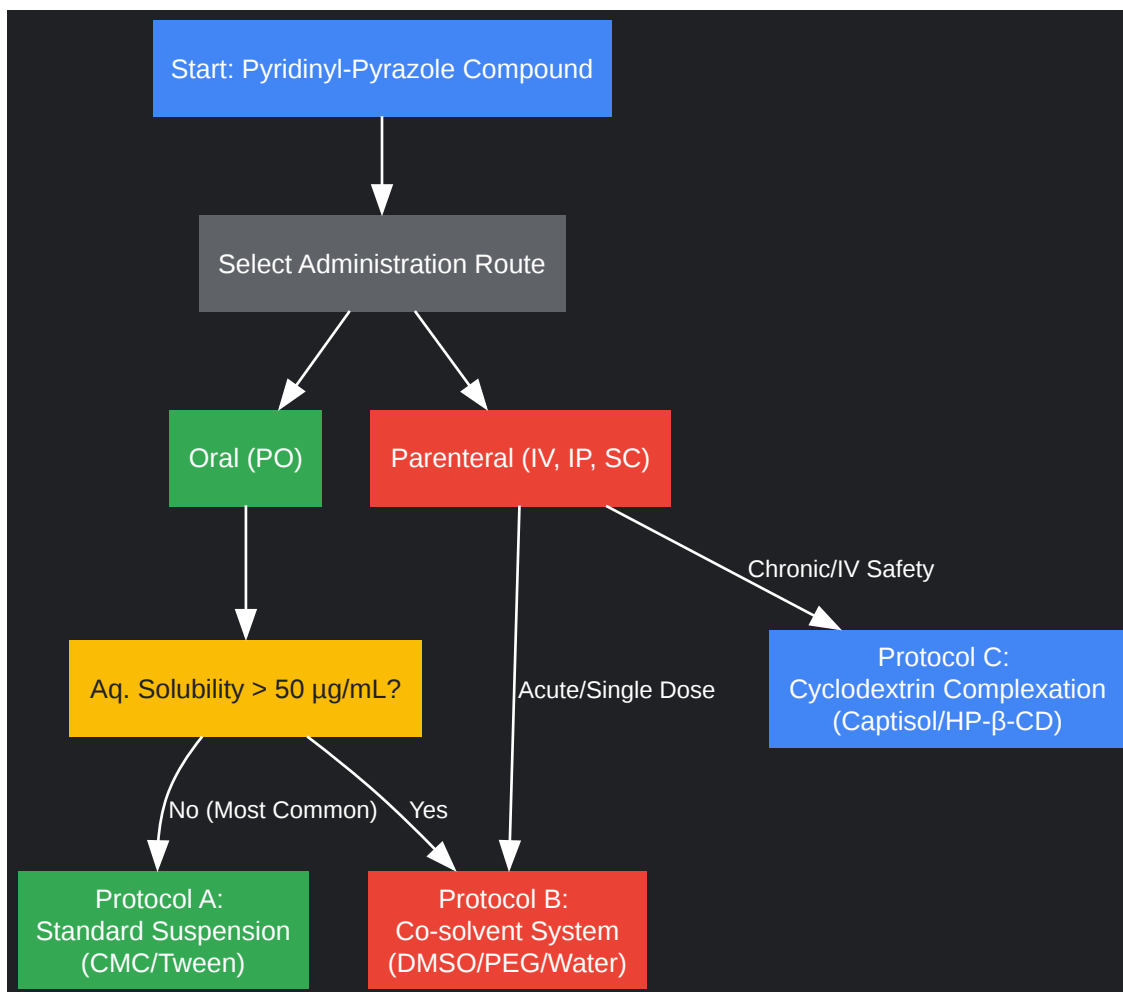 Start: Pyridinyl-Pyrazole Compound
Select Administration Route
Oral (PO)
Parenteral (IV, IP, SC)
Chronic/IV Safety
Aq. Solubility > 50 µg/mL?
Acute/Single Dose
Protocol C:
Cyclodextrin Complexation
(Captisol/HP-β-CD)
No (Most Common)
Yes
Protocol A:
Standard Suspension
(CMC/Tween)
Protocol B:
Co-solvent System
(DMSO/PEG/Water)